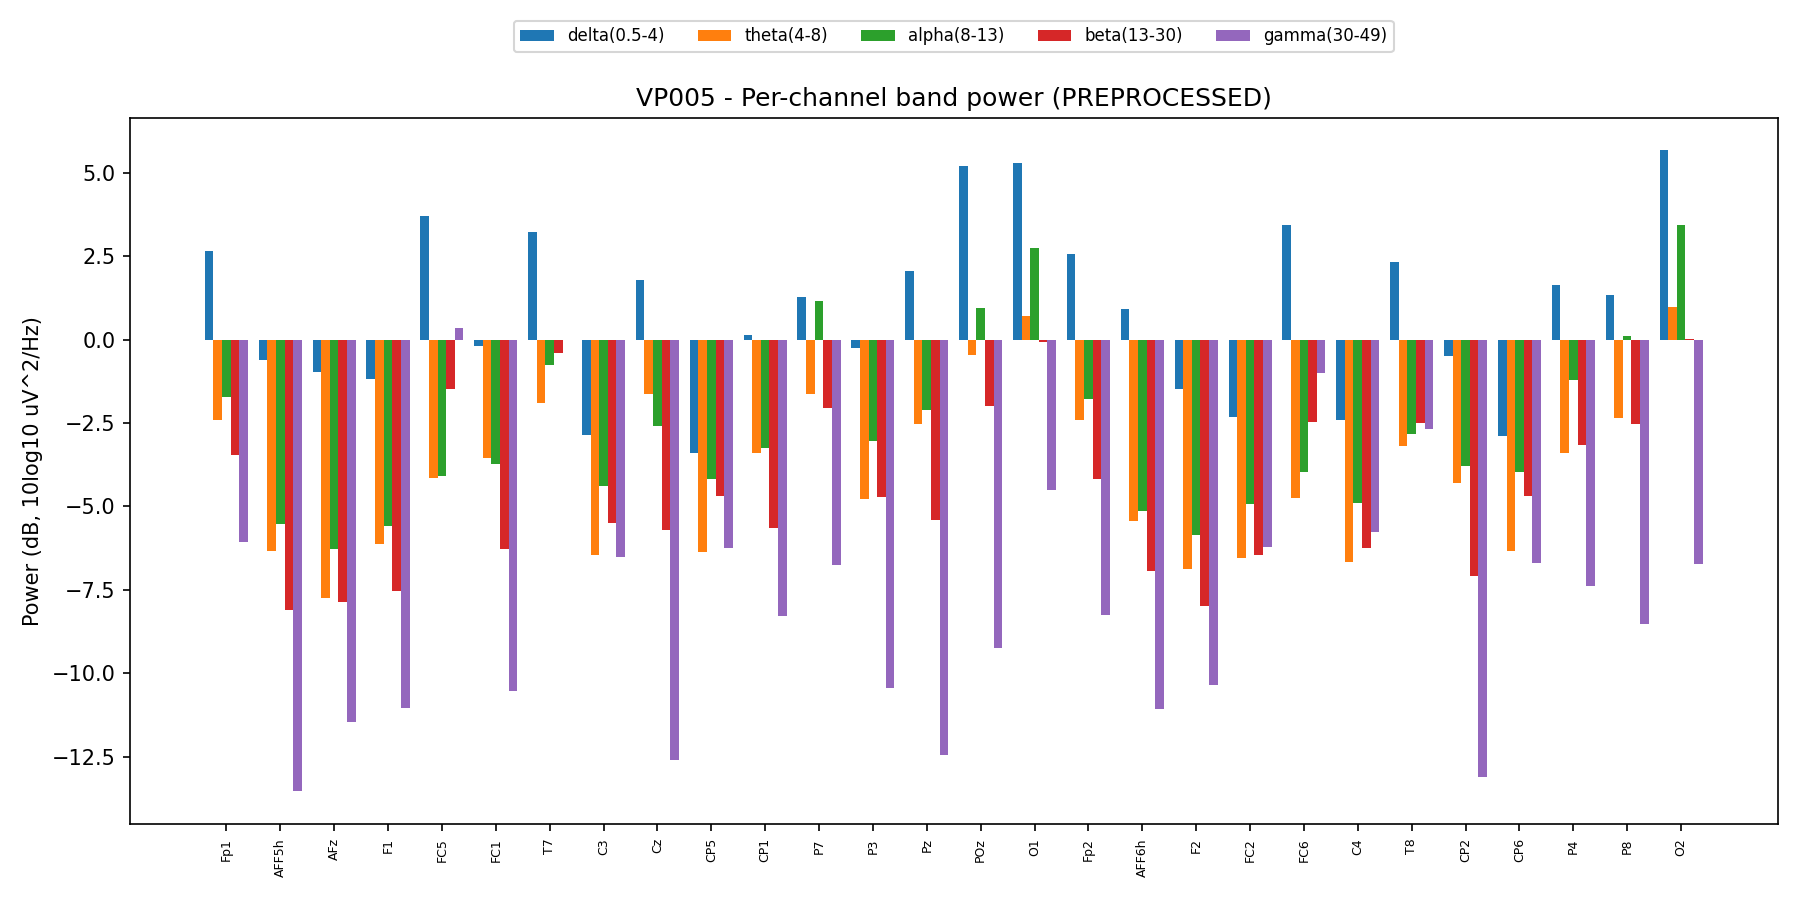 delta(0.5-4) theta(4-8) alpha(8-13) beta(13-30) gamma(30-49)
VP005 - Per-channel band power (PREPROCESSED)
Power (dB, 10log10 uV^2/Hz)
5.0
2.5
0.0
−2.5
−5.0
−7.5
−10.0
−12.5
Fp1 AFF5h AFz F1 FC5 FC1 T7 C3 Cz CP5 CP1 P7 P3 Pz POz O1 Fp2 AFF6h F2 FC2 FC6 C4 T8 CP2 CP6 P4 P8 O2